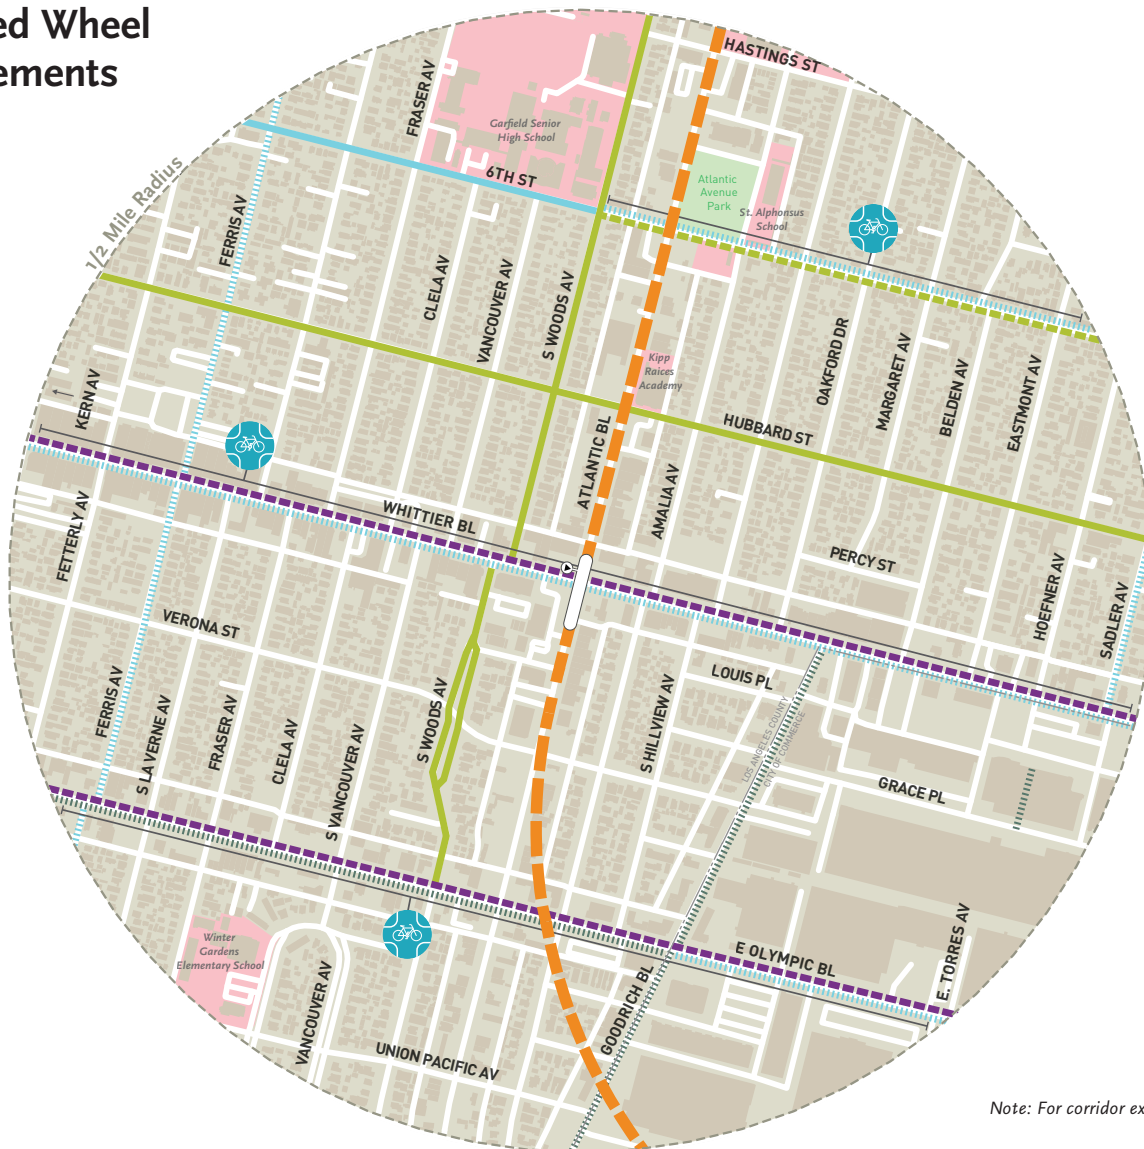 ed Wheel
ements
1/2 Mile Radius
HASTINGS ST
FRASER AV
Garfield Senior
High School
6TH ST
Atlantic
Avenue
Park
St. Alphonsus
School
FERRIS AV
CLELA AV
VANCOUVER AV
S WOODS AV
OAKFORD DR
MARGARET AV
BELDEN AV
EASTMONT AV
Kipp
Raices
Academy
KERN AV
HUBBARD ST
ATLANTIC BL
AMALIA AV
WHITTIER BL
FETTERLY AV
PERCY ST
HOEFNER AV
SADLER AV
VERONA ST
LOUIS PL
FERRIS AV
S LA VERNE AV
FRASER AV
CLELA AV
S VANCOUVER AV
S WOODS AV
S HILLVIEW AV
LOS ANGELES COUNTY
CITY OF COMMERCE
GRACE PL
Winter
Gardens
Elementary School
E OLYMPIC BL
E. TORRES AV
VANCOUVER AV
GOODRICH BL
UNION PACIFIC AV
Note: For corridor ex